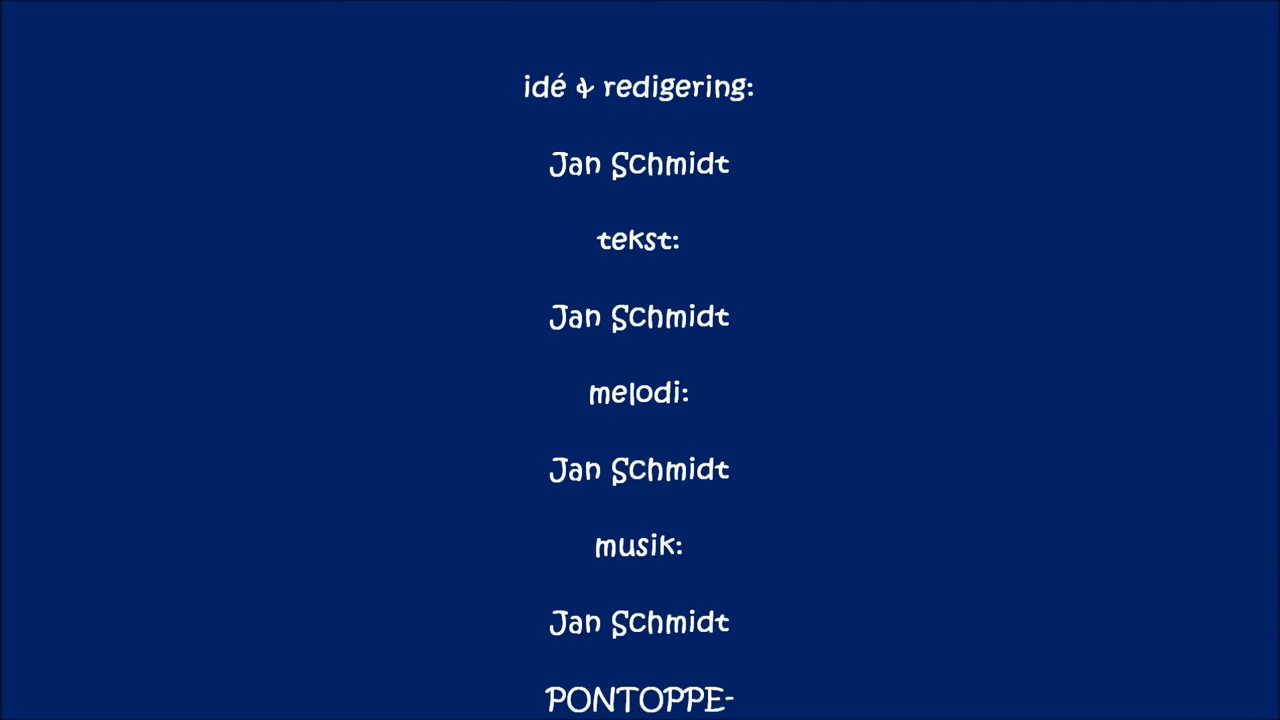 idé & redigering:
Jan Schmidt
tekst:
Jan Schmidt
melodi:
Jan Schmidt
musik:
Jan Schmidt
PONTOPPE-